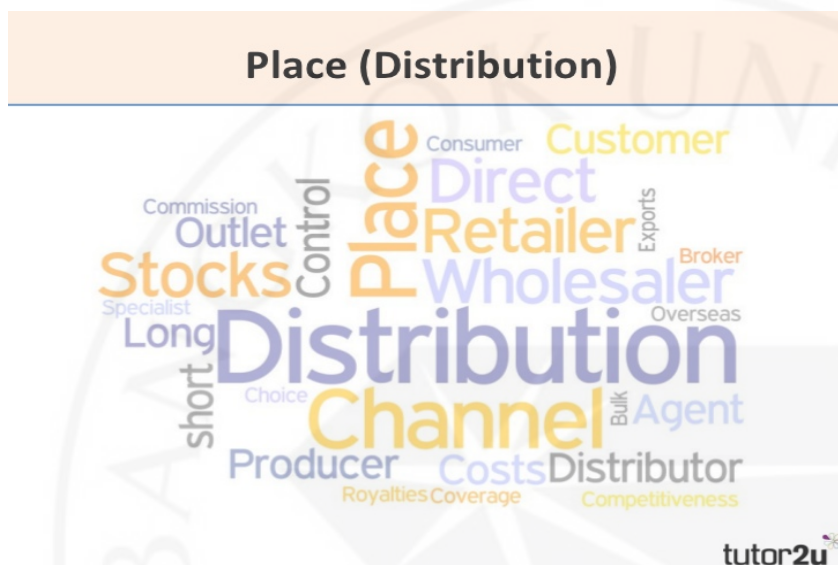 Place (Distribution)
Consumer
Customer
Place
Direct
Commission
Control
Outlet
Retailer
Exports
Stocks
Broker
Wholesaler
Specialist
Overseas
Long
Distribution
short
Choice
Channel
Bulk
Agent
Producer
Costs
Distributor
Royalties
Coverage
Competitiveness
tutor2u